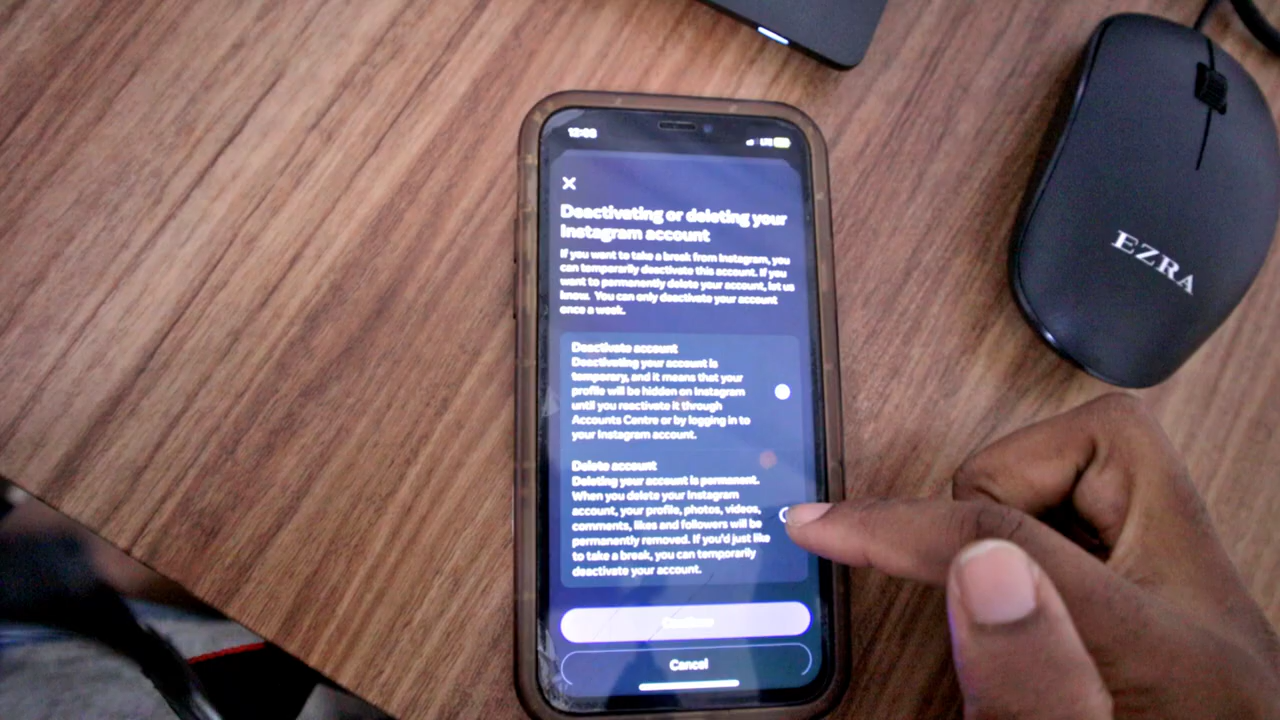 Deactivating or deleting your
Instagram account
If you want to take a break from Instagram, you
can temporarily deactivate this account. If you
want to permanently delete your account, let us
know. You can only deactivate your account
once a week.
Deactivate account
Deactivating your account is
temporary, and it means that your
profile will be hidden on Instagram
until you reactivate it through
Accounts Centre or by logging in to
your Instagram account.
Delete account
Deleting your account is permanent.
When you delete your Instagram
account, your profile, photos, videos,
comments, likes and followers will be
permanently removed. If you'd just like
to take a break, you can temporarily
deactivate your account.
Continue
Cancel
EZRA